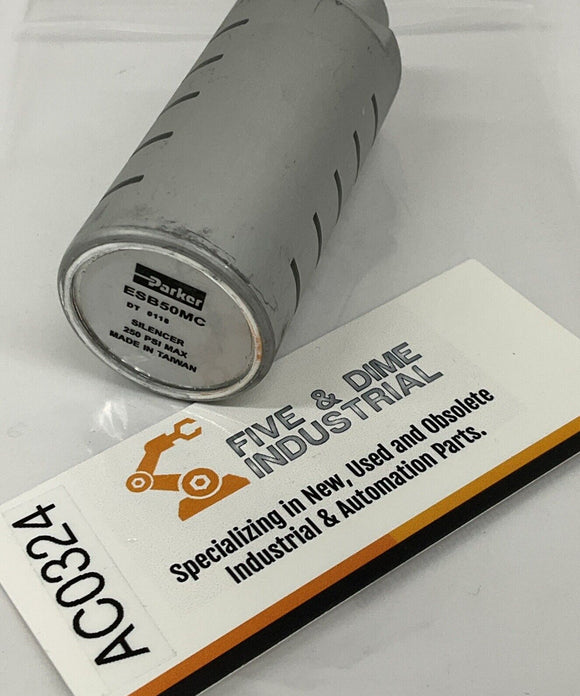 Parker
ESB50MC
DT 0118
SILENCER
250 PSI MAX
MADE IN TAIWAN
FIVE & DIME
INDUSTRIAL
Specializing in New, Used and Obsolete
Industrial & Automation Parts.
AC0324